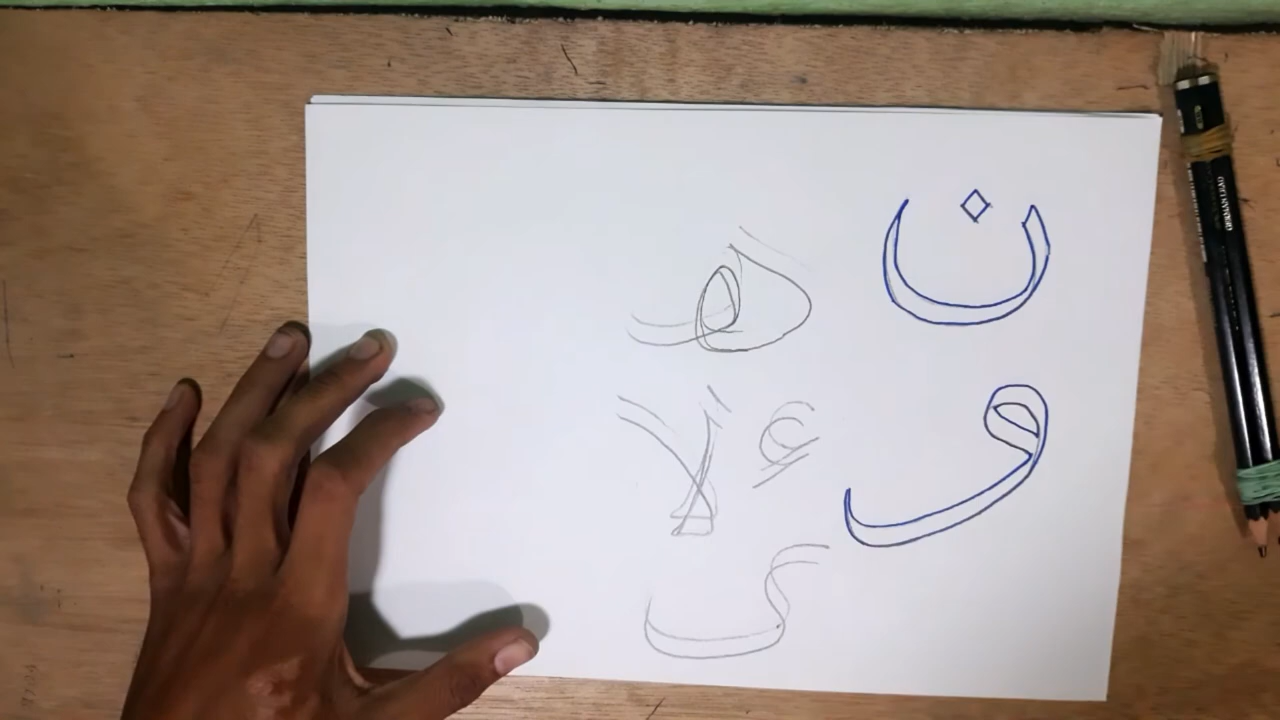 ن
و
ه
ء
لا
ى